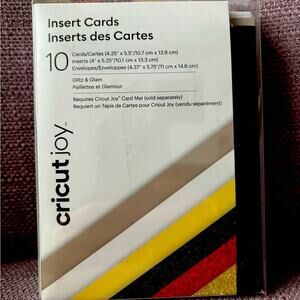 Insert Cards
Inserts des Cartes
10
Cards/Cartes (4.25" x 5.5"/10.7 cm x 13.9 cm)
Inserts (4" x 5.25"/10.1 cm x 13.3 cm)
Envelopes/Enveloppes (4.37" x 5.75"/11 cm x 14.6 cm)
Glitz & Glam
Paillettes et Glamour
Requires Cricut Joy™ Card Mat (sold separately)
Requiert un Tapis de Cartes pour Cricut Joy (vendu séparément)
cricut joy™